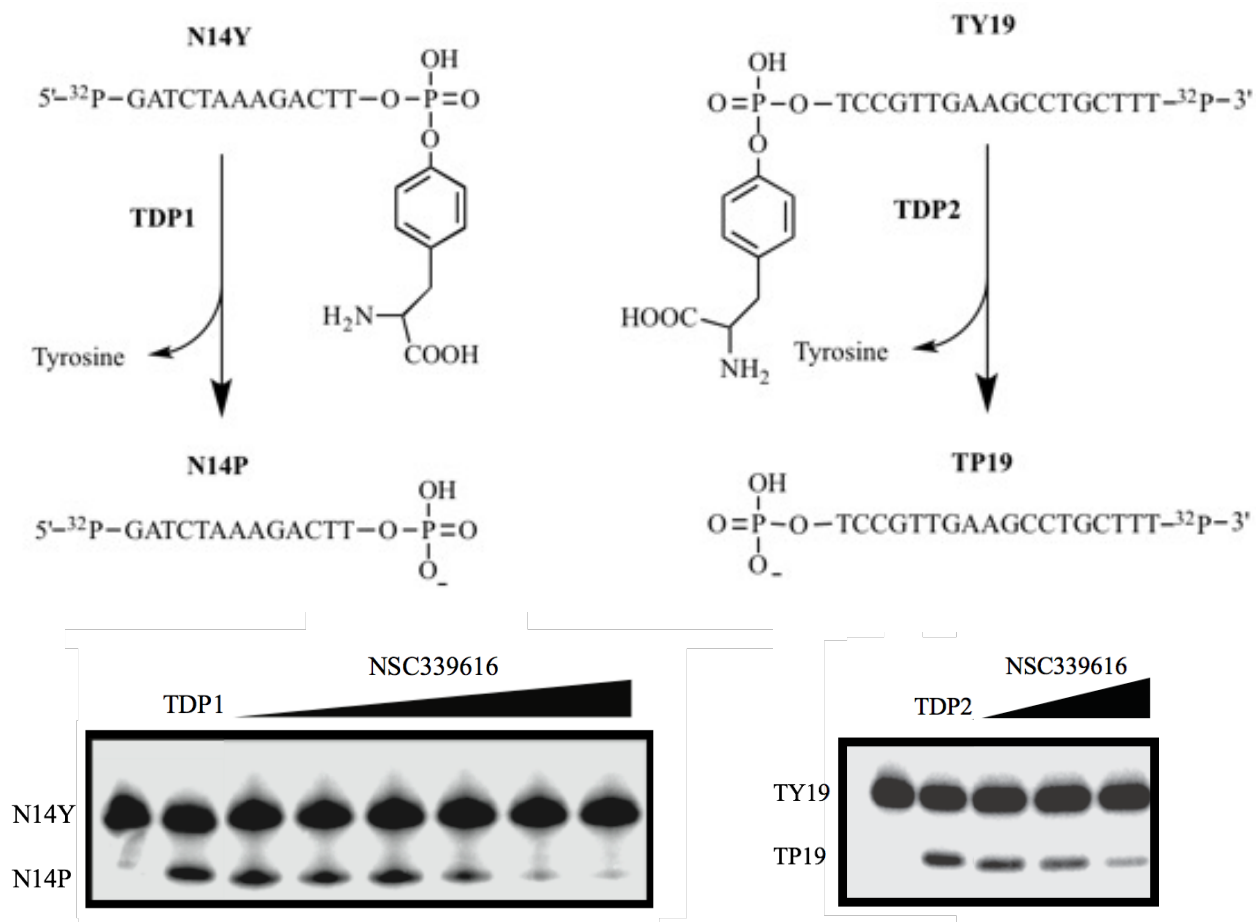 N14Y
5'–³²P–GATCTAAAGACTT–O–P=O
OH
O
H₂N
COOH
TDP1
Tyrosine
N14P
5'–³²P–GATCTAAAGACTT–O–P=O
OH
O-
TY19
OH
O=P–O–TCCGTTGAAGCCTGCTTT–³²P–3'
O
HOOC
NH₂
TDP2
Tyrosine
TP19
OH
O=P–O–TCCGTTGAAGCCTGCTTT–³²P–3'
O-
NSC339616
TDP1
N14Y
N14P
NSC339616
TDP2
TY19
TP19